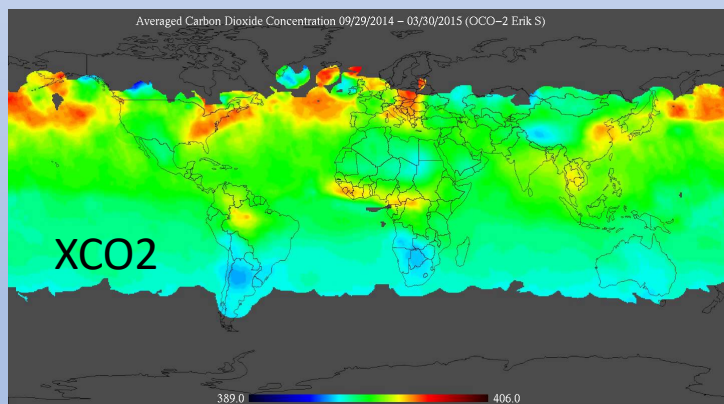 Averaged Carbon Dioxide Concentration 09/29/2014 – 03/30/2015 (OCO−2 Erik S)
XCO2
389.0 406.0